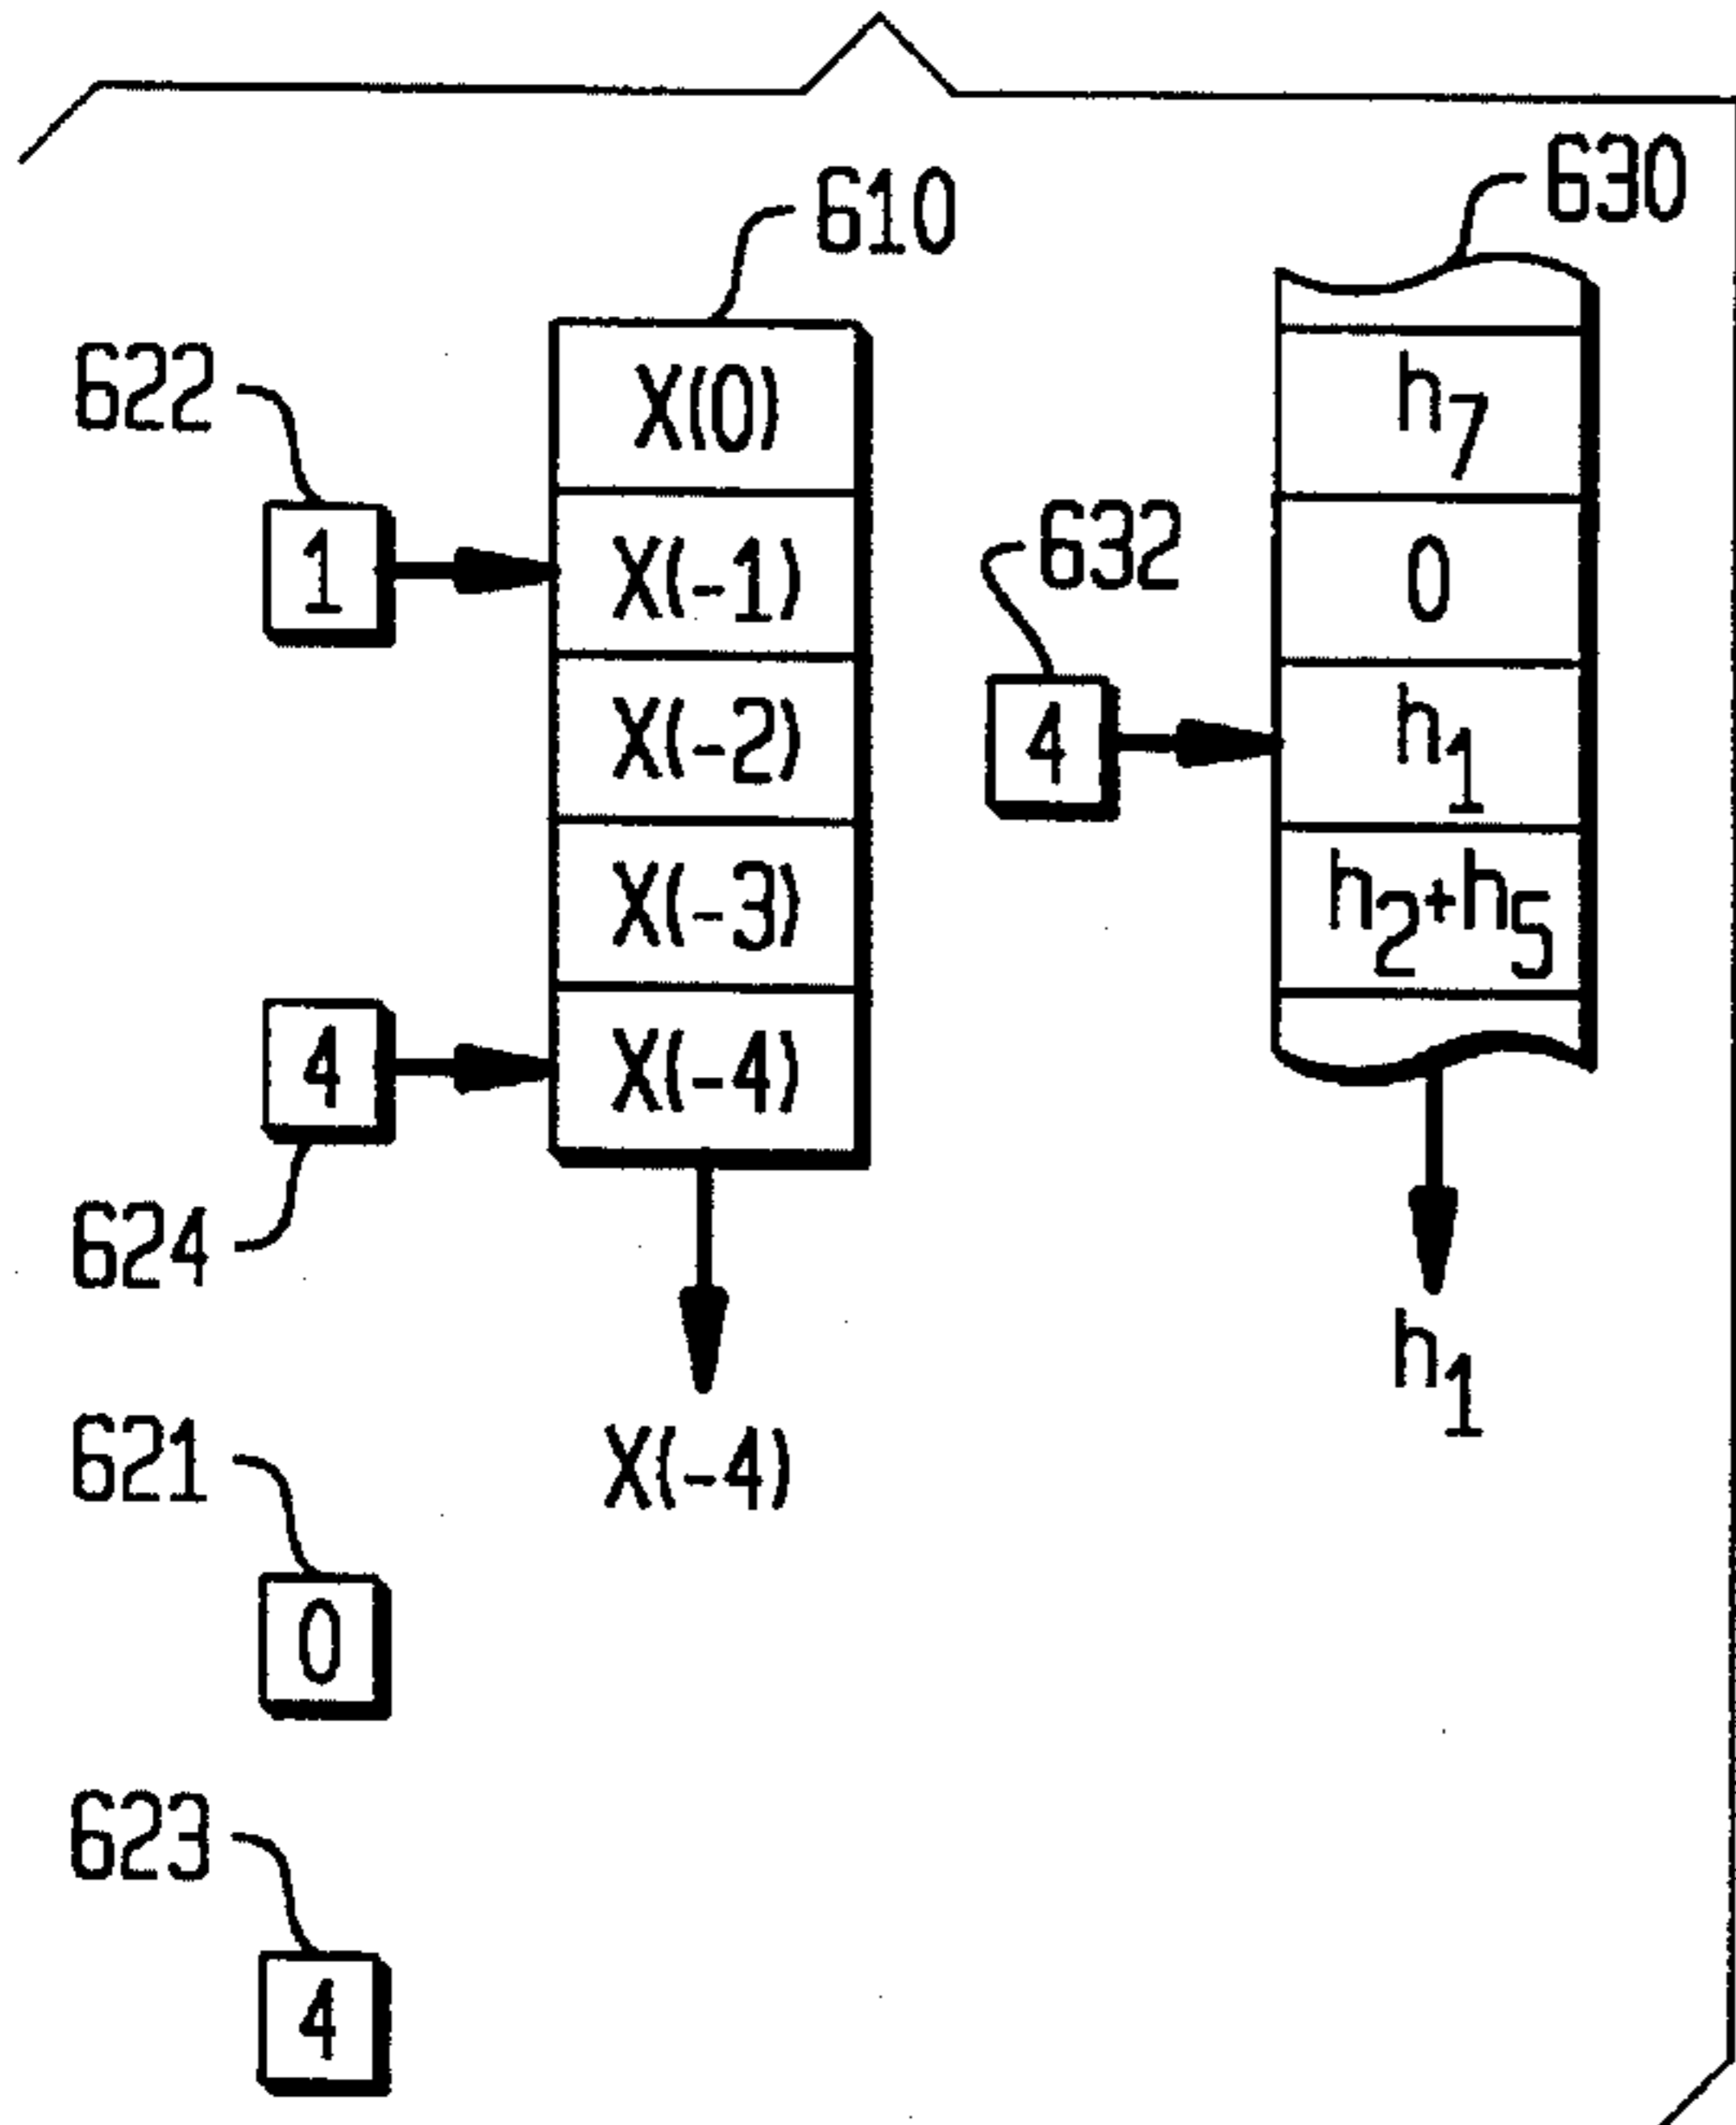 610
630
622
X(0)
h7
1
X(-1)
632
0
X(-2)
4
h1
X(-3)
h2+h5
4
X(-4)
624
h1
621
X(-4)
0
623
4